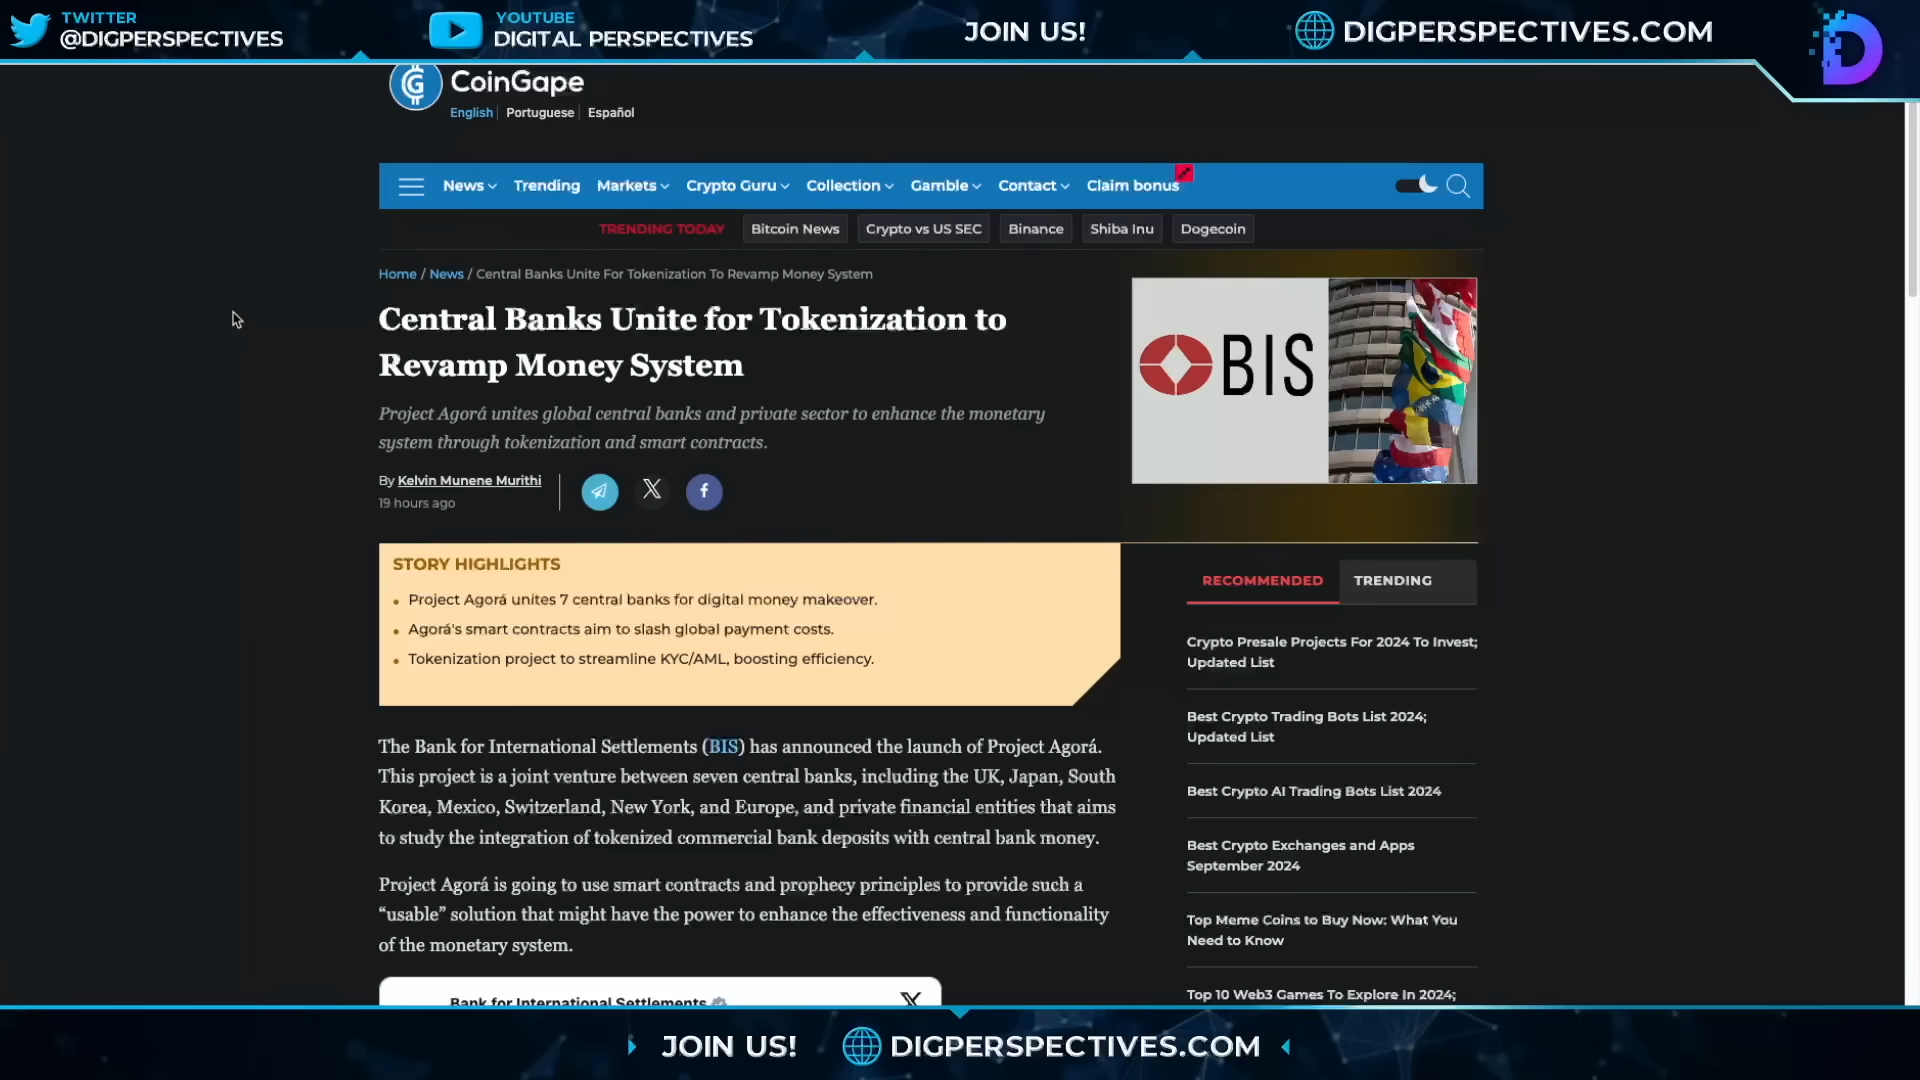 TWITTER
@DIGPERSPECTIVES
YOUTUBE
DIGITAL PERSPECTIVES
JOIN US!
DIGPERSPECTIVES.COM
CoinGape
English
Portuguese
Español
News
Trending
Markets
Crypto Guru
Collection
Gamble
Contact
Claim bonus
TRENDING TODAY
Bitcoin News
Crypto vs US SEC
Binance
Shiba Inu
Dogecoin
Home / News / Central Banks Unite For Tokenization To Revamp Money System
Central Banks Unite for Tokenization to
Revamp Money System
Project Agorá unites global central banks and private sector to enhance the monetary
system through tokenization and smart contracts.
By Kelvin Munene Murithi
19 hours ago
BIS
STORY HIGHLIGHTS
Project Agorá unites 7 central banks for digital money makeover.
Agorá's smart contracts aim to slash global payment costs.
Tokenization project to streamline KYC/AML, boosting efficiency.
The Bank for International Settlements (BIS) has announced the launch of Project Agorá.
This project is a joint venture between seven central banks, including the UK, Japan, South
Korea, Mexico, Switzerland, New York, and Europe, and private financial entities that aims
to study the integration of tokenized commercial bank deposits with central bank money.
Project Agorá is going to use smart contracts and prophecy principles to provide such a
“usable” solution that might have the power to enhance the effectiveness and functionality
of the monetary system.
Bank for International Settlements
RECOMMENDED
TRENDING
Crypto Presale Projects For 2024 To Invest;
Updated List
Best Crypto Trading Bots List 2024;
Updated List
Best Crypto AI Trading Bots List 2024
Best Crypto Exchanges and Apps
September 2024
Top Meme Coins to Buy Now: What You
Need to Know
Top 10 Web3 Games To Explore In 2024;
JOIN US!
DIGPERSPECTIVES.COM